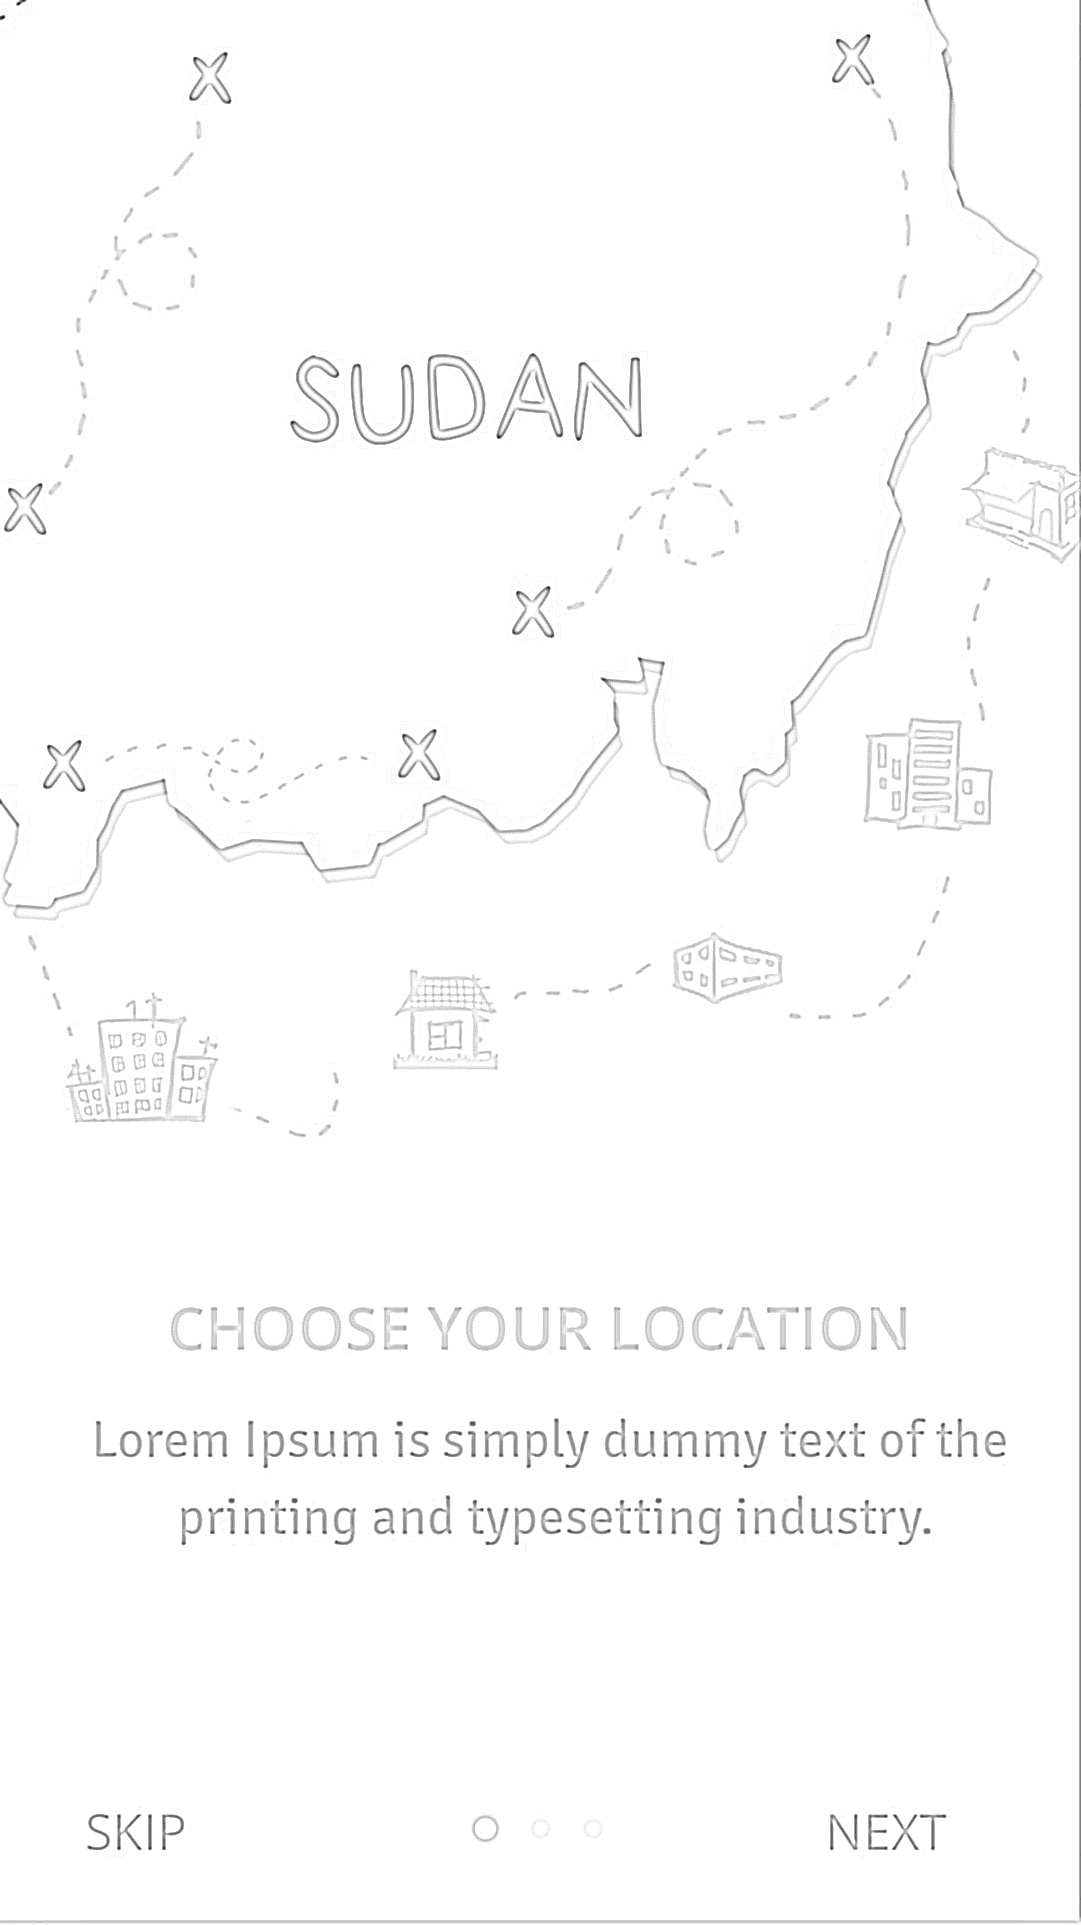 SUDAN
CHOOSE YOUR LOCATION
Lorem Ipsum is simply dummy text of the
printing and typesetting industry.
SKIP
NEXT